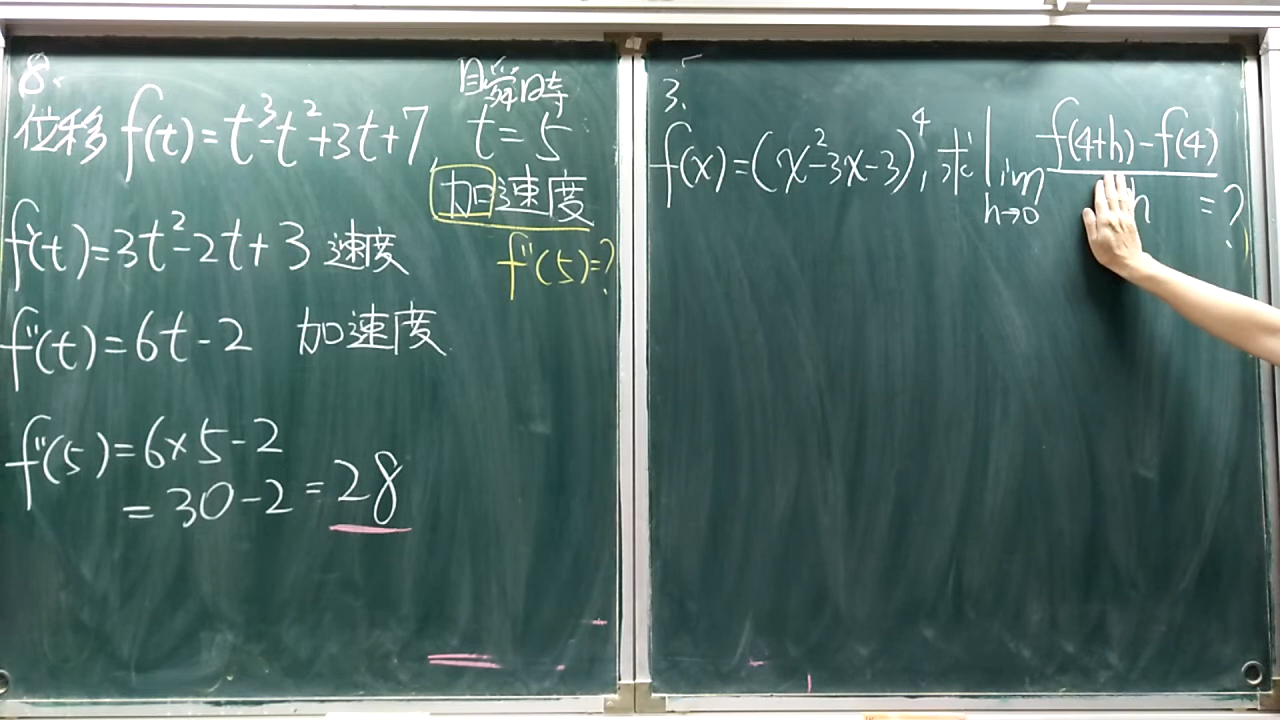 8.
位移 f(t)=t³-t²+3t+7, 瞬時 t=5
加速度
f"(5)=?
f'(t)=3t²-2t+3 速度
f"(t)=6t-2 加速度
f"(5)=6×5-2
=30-2=28
3.
f(x)=(x²-3x-3)⁴, 求 lim h→0 f(4+h)-f(4) / h =?